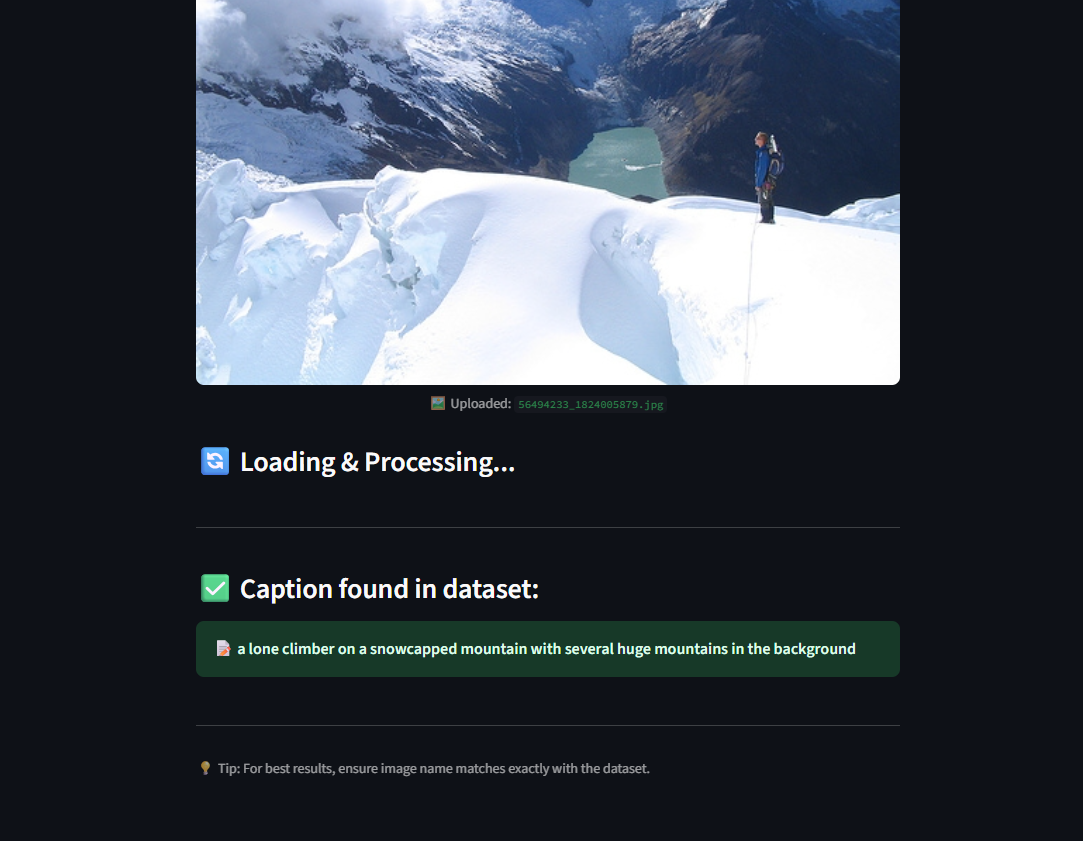 Uploaded: 56494233_1824005879.jpg
Loading & Processing...
Caption found in dataset:
a lone climber on a snowcapped mountain with several huge mountains in the background
Tip: For best results, ensure image name matches exactly with the dataset.